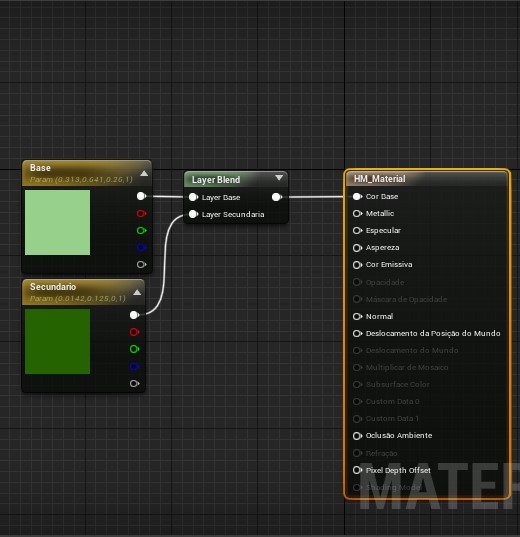 Base
Param (0.313,0.641,0.26,1)
Secundario
Param (0.0142,0.128,0,1)
Layer Blend
Layer Base
Layer Secundaria
HM_Material
Cor Base
Metallic
Especular
Aspereza
Cor Emissiva
Opacidade
Máscara de Opacidade
Normal
Deslocamento da Posição do Mundo
Deslocamento do Mundo
Multiplicar de Mosaico
Subsurface Color
Custom Data 0
Custom Data 1
Oclusão Ambiente
Refração
Pixel Depth Offset
Shading Model
MATER